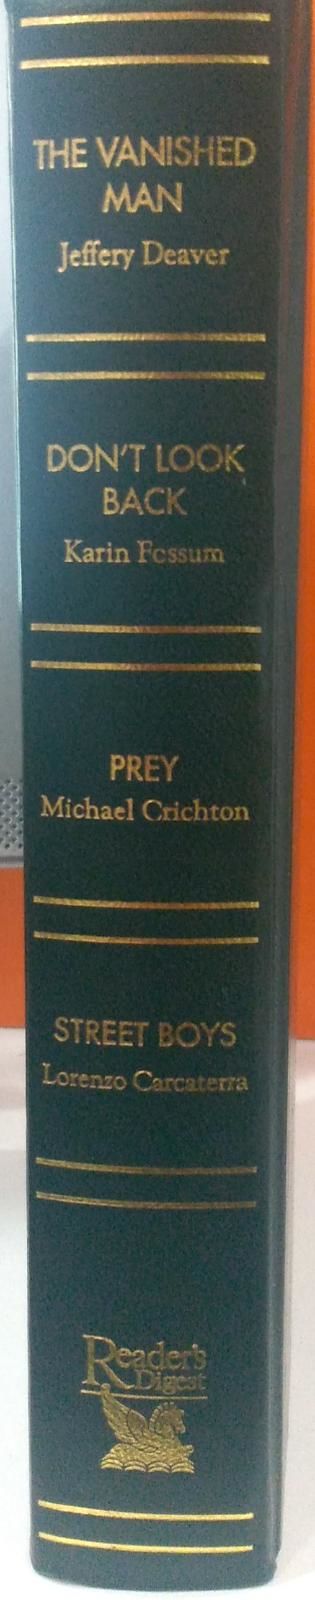 THE VANISHED
MAN
Jeffery Deaver
DON'T LOOK
BACK
Karin Fossum
PREY
Michael Crichton
STREET BOYS
Lorenzo Carcaterra
Reader's
Digest